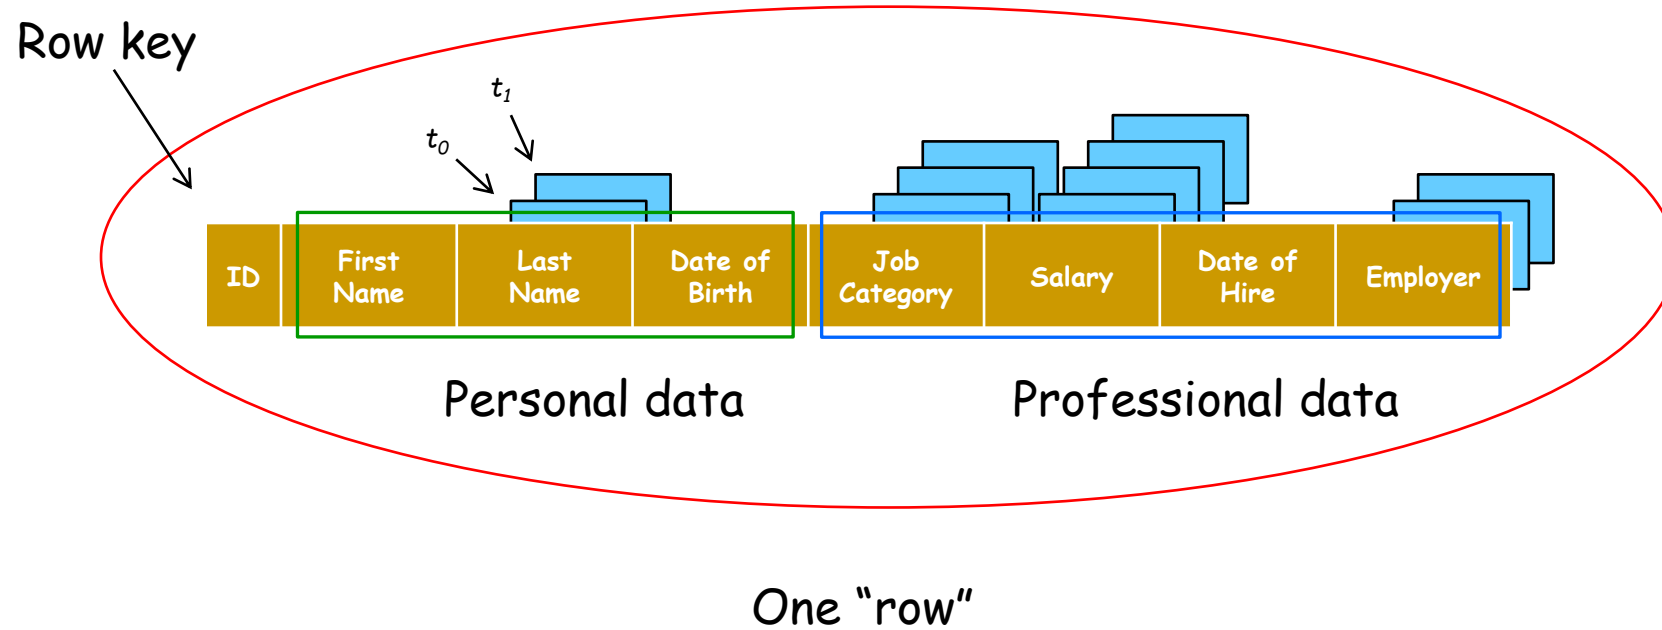 Row key
t1
t0
ID
First
Name
Last
Name
Date of
Birth
Job
Category
Salary
Date of
Hire
Employer
Personal data
Professional data
One “row”